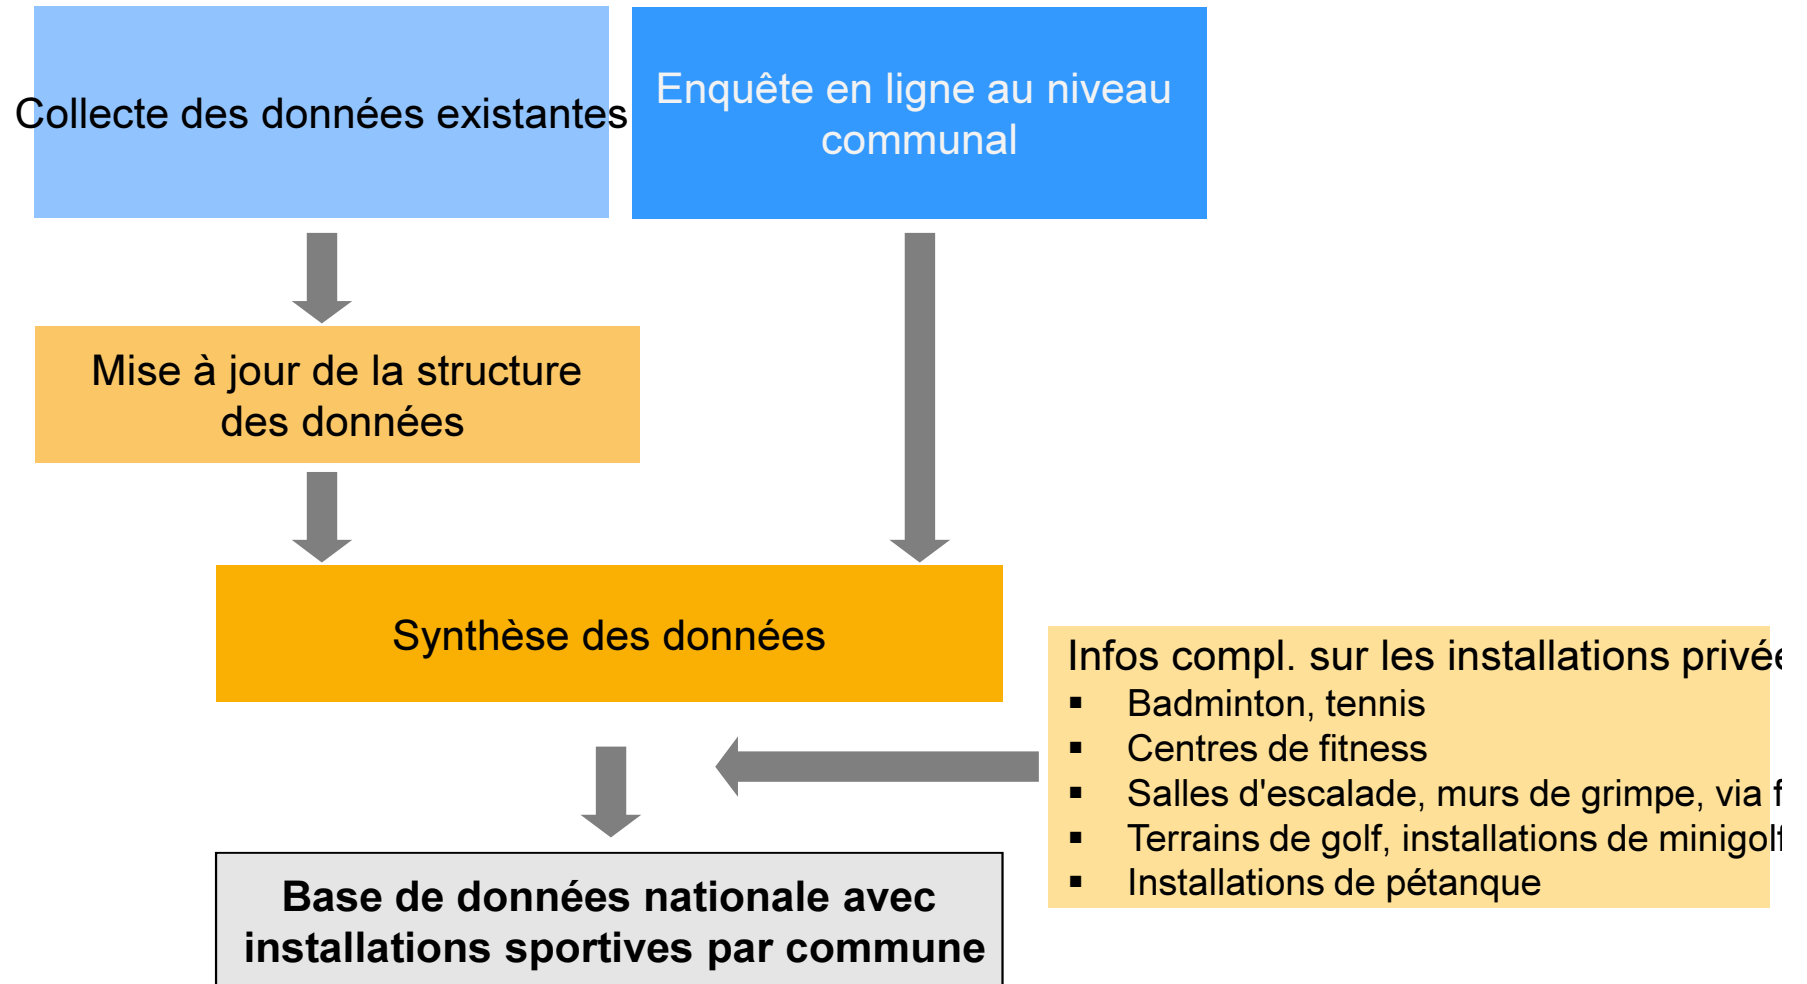 Collecte des données existantes
Enquête en ligne au niveau
communal
Mise à jour de la structure
des données
Synthèse des données
Infos compl. sur les installations
▪ Badminton, tennis
▪ Centres de fitness
▪ Salles d'escalade, murs de grimpe, via
▪ Terrains de golf, installations de minigolf
▪ Installations de pétanque
Base de données nationale avec
installations sportives par commune